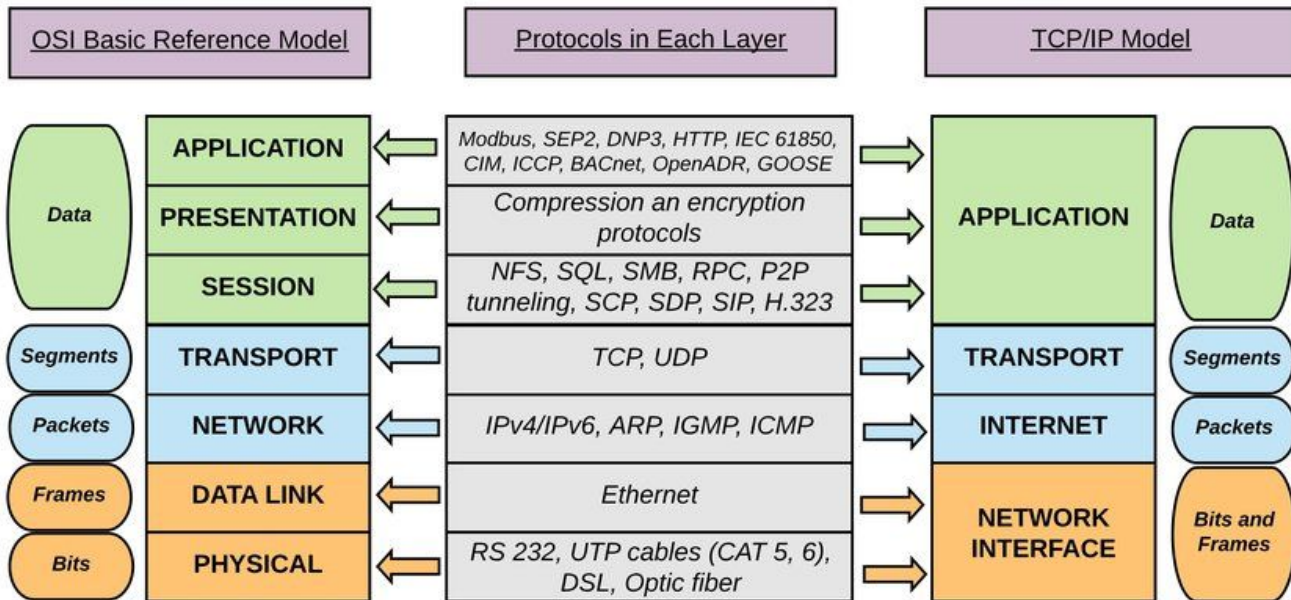 OSI Basic Reference Model
Protocols in Each Layer
TCP/IP Model
Data
APPLICATION
Modbus, SEP2, DNP3, HTTP, IEC 61850,
CIM, ICCP, BACnet, OpenADR, GOOSE
APPLICATION
Data
PRESENTATION
Compression an encryption
protocols
SESSION
NFS, SQL, SMB, RPC, P2P
tunneling, SCP, SDP, SIP, H.323
Segments
TRANSPORT
TCP, UDP
TRANSPORT
Segments
Packets
NETWORK
IPv4/IPv6, ARP, IGMP, ICMP
INTERNET
Packets
Frames
DATA LINK
Ethernet
NETWORK
INTERFACE
Bits and
Frames
Bits
PHYSICAL
RS 232, UTP cables (CAT 5, 6),
DSL, Optic fiber